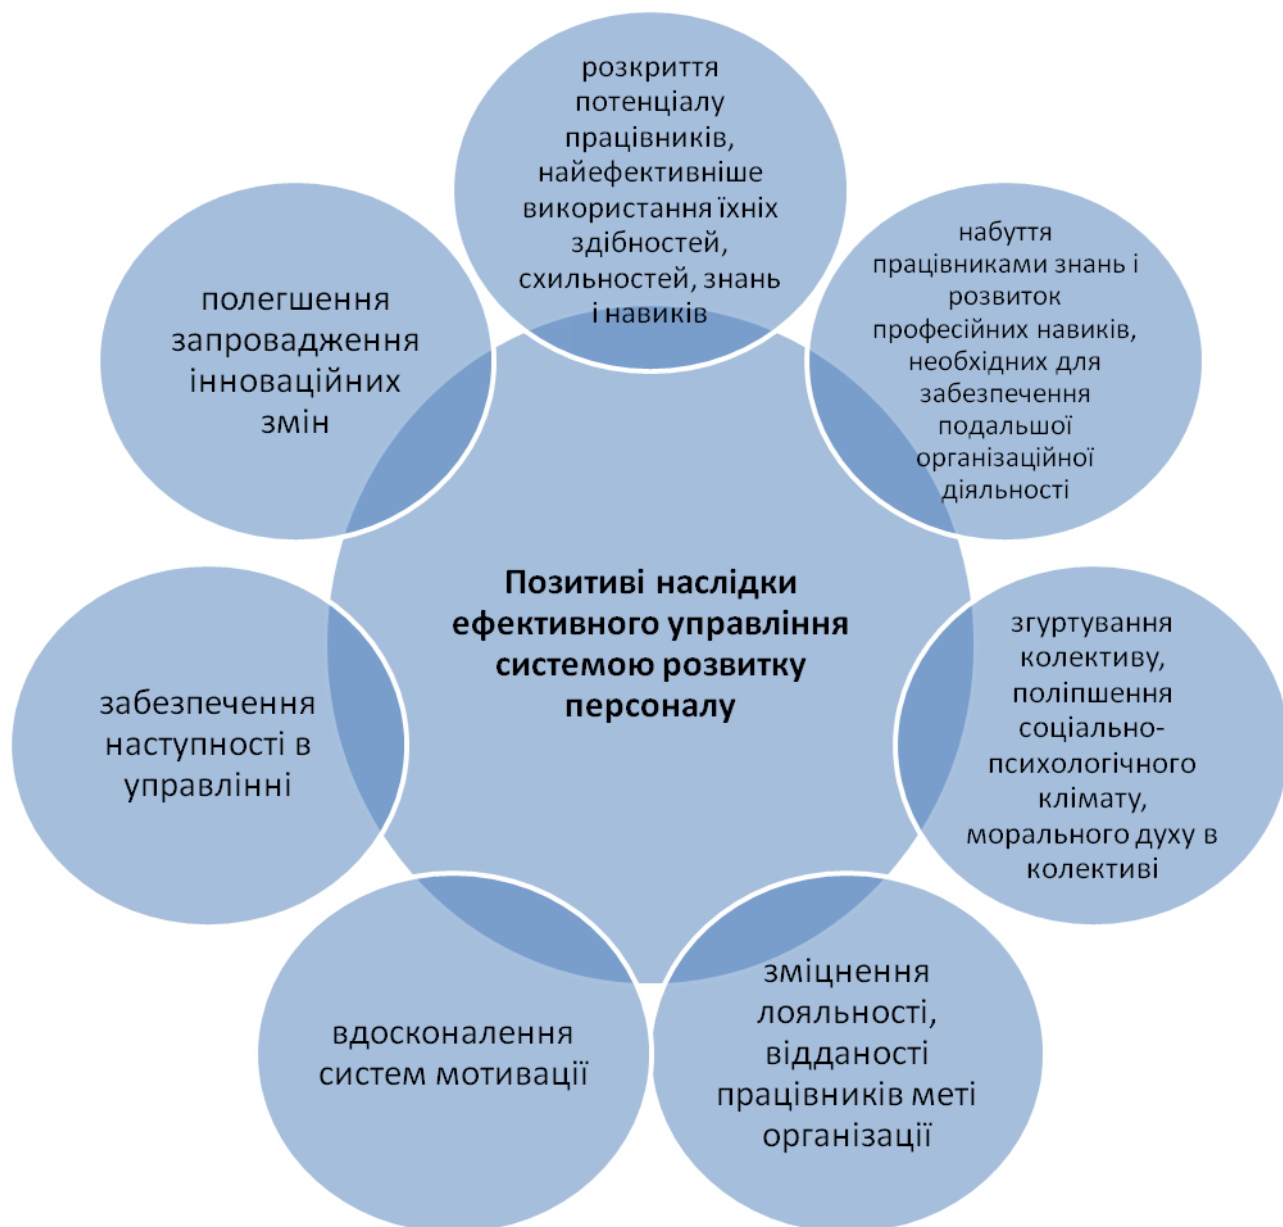 розкриття
потенціалу
працівників,
найефективніше
використання їхніх
здібностей,
схильностей, знань
і навиків
набуття
працівниками знань і
розвиток
професійних навиків,
необхідних для
забезпечення
подальшої
організаційної
діяльності
згуртування
колективу,
поліпшення
соціально-
психологічного
клімату,
морального духу в
колективі
зміцнення
лояльності,
відданості
працівників меті
організації
вдосконалення
систем мотивації
забезпечення
наступності в
управлінні
полегшення
запровадження
інноваційних
змін
Позитиві наслідки
ефективного управління
системою розвитку
персоналу